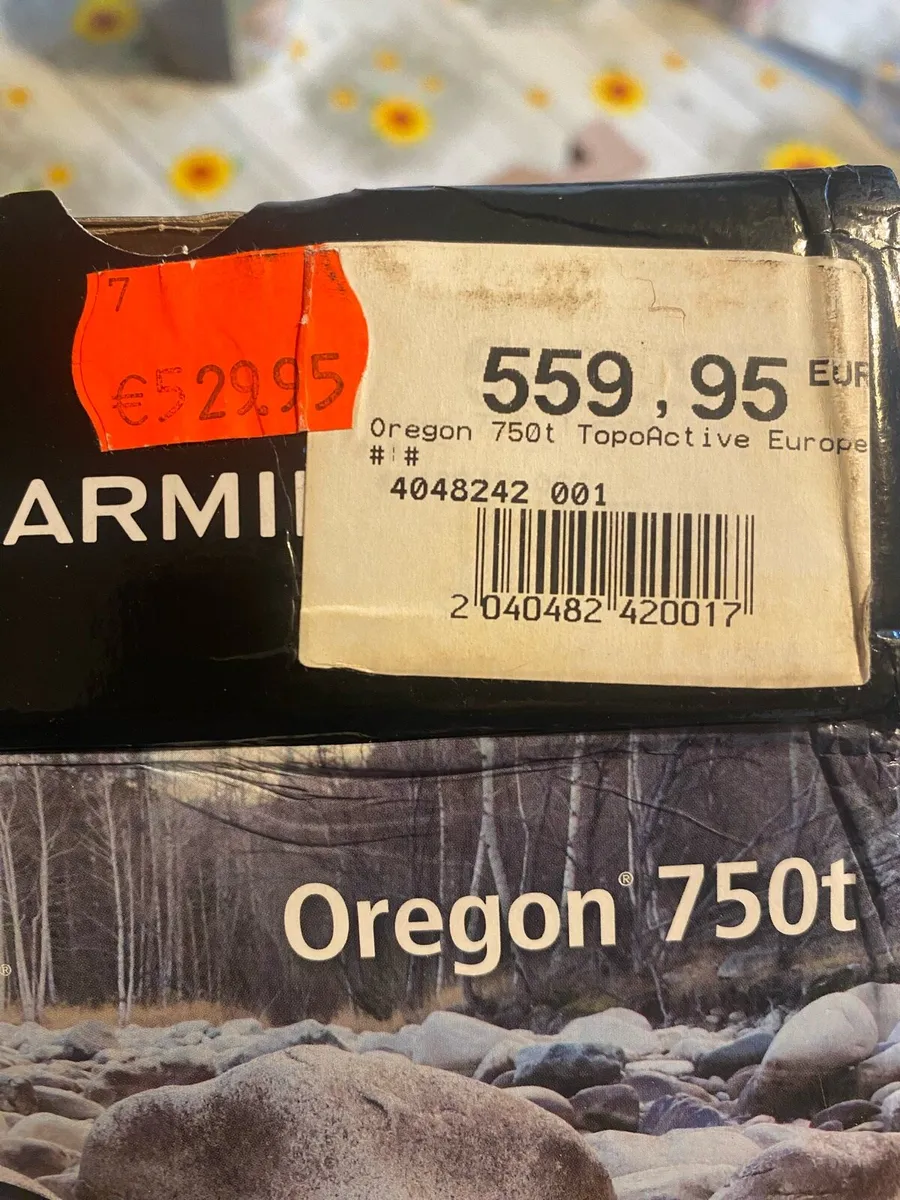 7
€529.95
559,95 EUR
Oregon 750t TopoActive Europe
# #
4048242 001
2 040482 420017
ARMI
Oregon® 750t
®